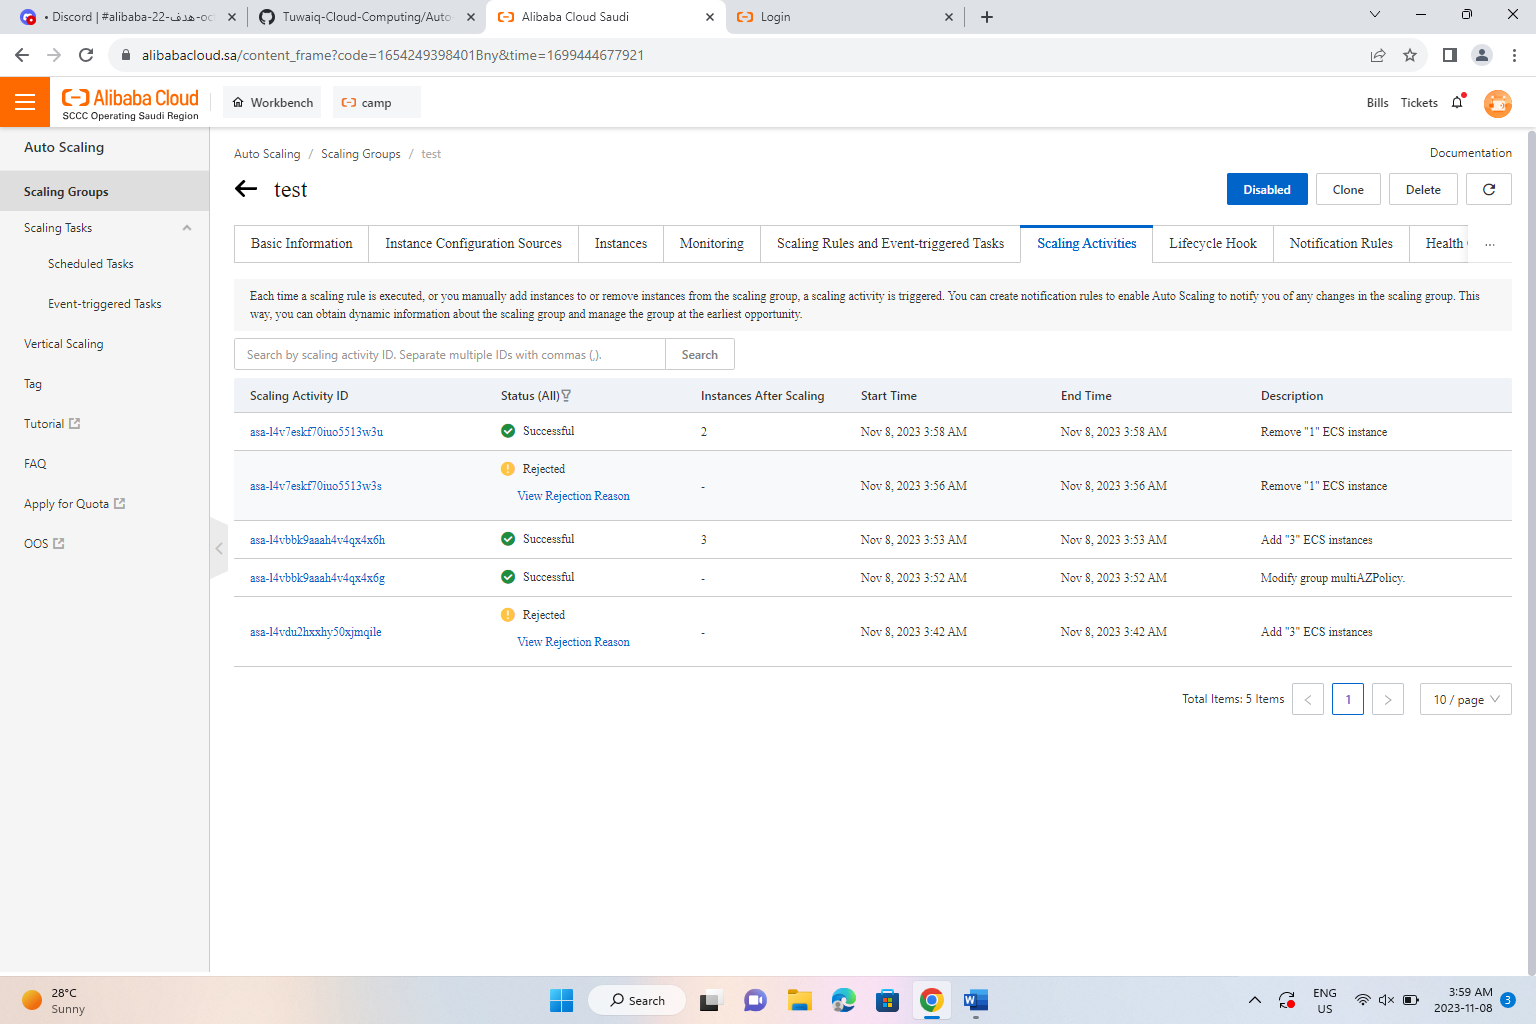 • Discord | #alibaba-22-هدف-oc
Tuwaiq-Cloud-Computing/Auto-
Alibaba Cloud Saudi
Login
alibabacloud.sa/content_frame?code=1654249398401Bny&time=1699444677921
Alibaba Cloud
SCCC Operating Saudi Region
Workbench
camp
Bills
Tickets
Auto Scaling
Scaling Groups
Scaling Tasks
Scheduled Tasks
Event-triggered Tasks
Vertical Scaling
Tag
Tutorial
FAQ
Apply for Quota
OOS
Auto Scaling / Scaling Groups / test
Documentation
test
Disabled
Clone
Delete
Basic Information
Instance Configuration Sources
Instances
Monitoring
Scaling Rules and Event-triggered Tasks
Scaling Activities
Lifecycle Hook
Notification Rules
Health
...
Each time a scaling rule is executed, or you manually add instances to or remove instances from the scaling group, a scaling activity is triggered. You can create notification rules to enable Auto Scaling to notify you of any changes in the scaling group. This
way, you can obtain dynamic information about the scaling group and manage the group at the earliest opportunity.
Search by scaling activity ID. Separate multiple IDs with commas (,).
Search
Scaling Activity ID Status (All) Instances After Scaling Start Time End Time Description
asa-l4v7eskf70iuo5513w3u Successful 2 Nov 8, 2023 3:58 AM Nov 8, 2023 3:58 AM Remove "1" ECS instance
Rejected
asa-l4v7eskf70iuo5513w3s - Nov 8, 2023 3:56 AM Nov 8, 2023 3:56 AM Remove "1" ECS instance
View Rejection Reason
asa-l4vbbk9aaah4v4qx4x6h Successful 3 Nov 8, 2023 3:53 AM Nov 8, 2023 3:53 AM Add "3" ECS instances
asa-l4vbbk9aaah4v4qx4x6g Successful - Nov 8, 2023 3:52 AM Nov 8, 2023 3:52 AM Modify group multiAZPolicy.
Rejected
asa-l4vdu2hxxhy50xjmqile - Nov 8, 2023 3:42 AM Nov 8, 2023 3:42 AM Add "3" ECS instances
View Rejection Reason
Total Items: 5 Items
1
10 / page
28°C
Sunny
Search
ENG
US
3:59 AM
2023-11-08
3